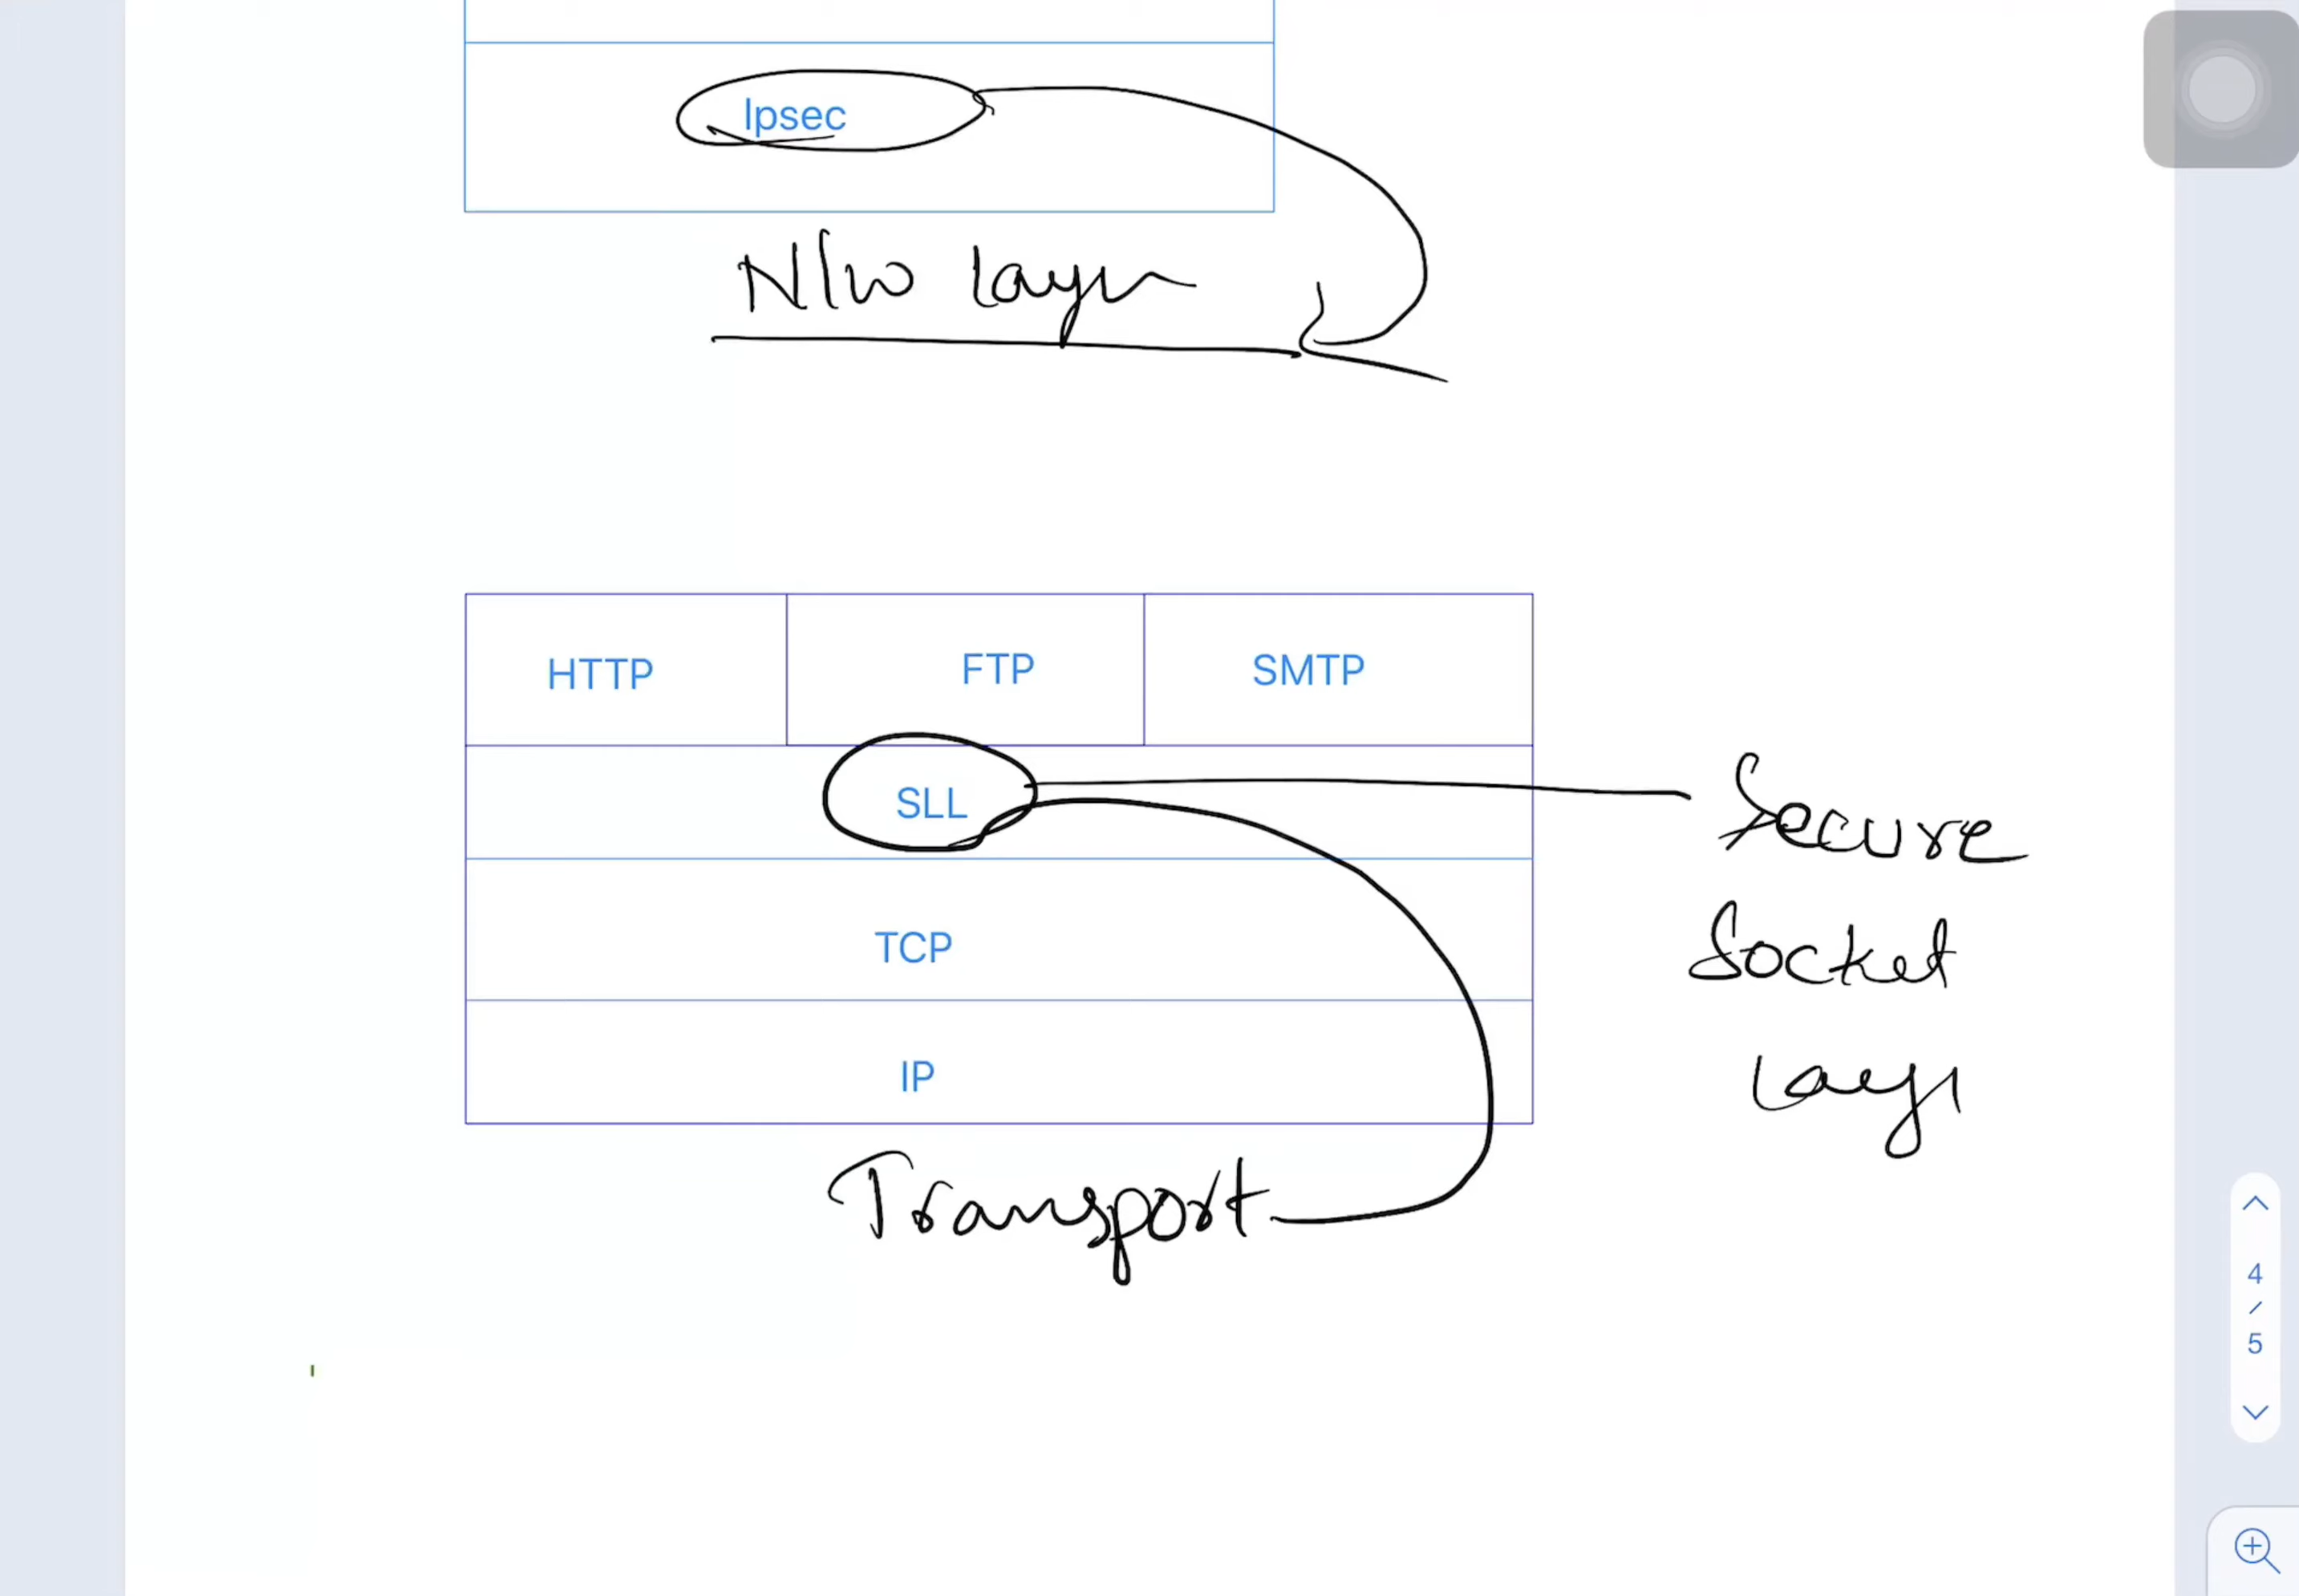 Ipsec
N/w layer
HTTP FTP SMTP
SLL
Secure
Socket
Layer
TCP
IP
Transport
4
/
5